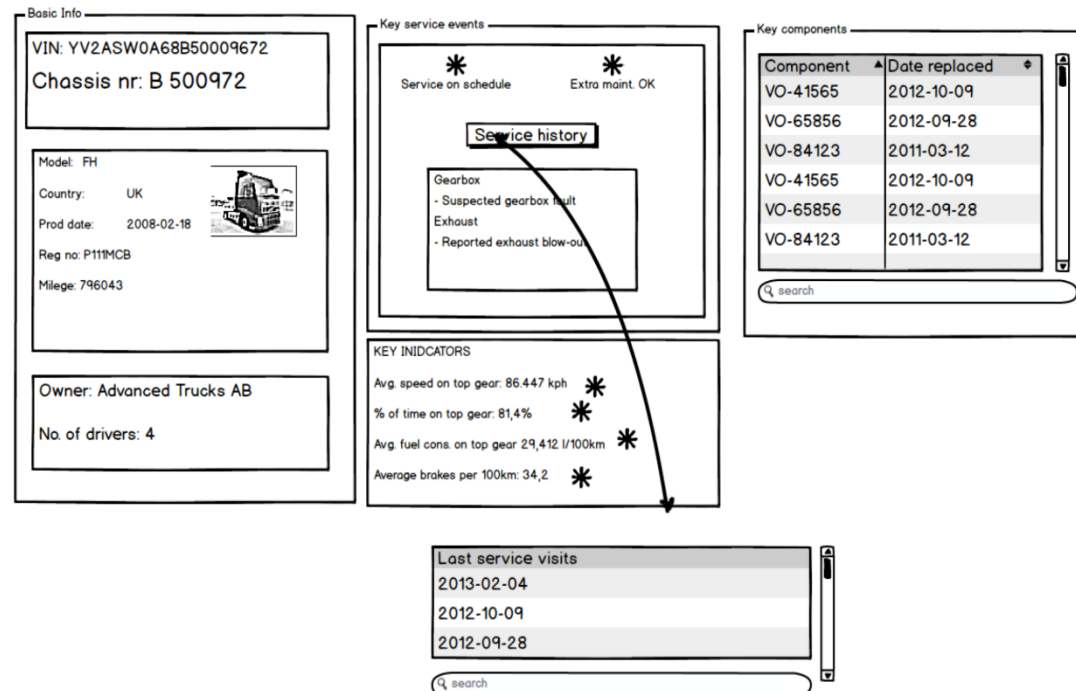 Basic Info
VIN: YV2ASW0A68B50009672
Chassis nr: B 500972
Model: FH
Country: UK
Prod date: 2008-02-18
Reg no: P111MCB
Milege: 796043
Owner: Advanced Trucks AB
No. of drivers: 4
Key service events
Service on schedule
Extra maint. OK
Service history
Gearbox
- Suspected gearbox fault
Exhaust
- Reported exhaust blow-out
KEY INIDCATORS
Avg. speed on top gear: 86.447 kph
% of time on top gear: 81,4%
Avg. fuel cons. on top gear 29,412 l/100km
Average brakes per 100km: 34,2
Key components
Component Date replaced
VO-41565 2012-10-09
VO-65856 2012-09-28
VO-84123 2011-03-12
VO-41565 2012-10-09
VO-65856 2012-09-28
VO-84123 2011-03-12
search
Last service visits
2013-02-04
2012-10-09
2012-09-28
search